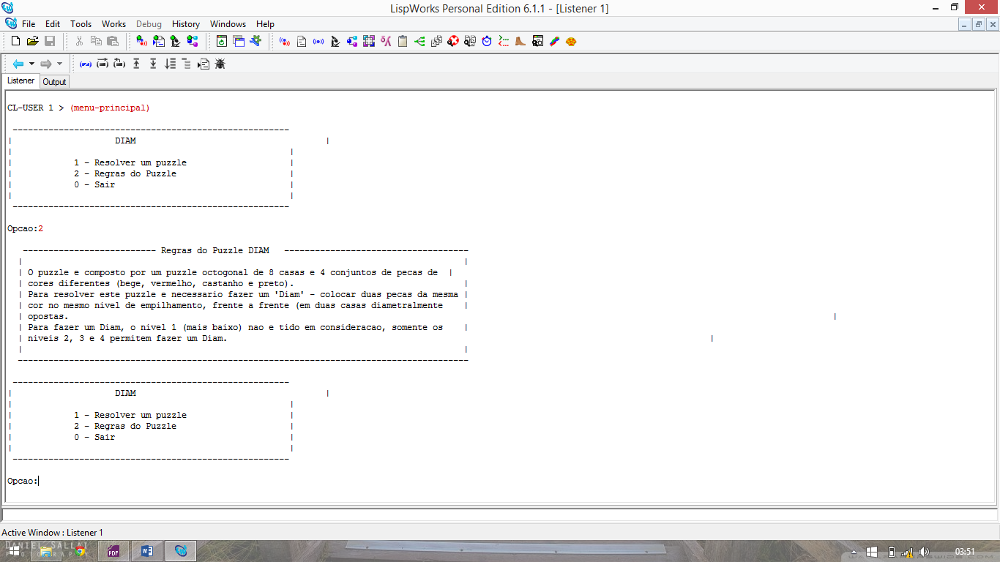 LispWorks Personal Edition 6.1.1 - [Listener 1]
File Edit Tools Works Debug History Windows Help
Listener Output
CL-USER 1 > (menu-principal)
------------------------------------------------------
| DIAM |
| |
| 1 - Resolver um puzzle |
| 2 - Regras do Puzzle |
| 0 - Sair |
| |
------------------------------------------------------
Opcao:2
-------------------------- Regras do Puzzle DIAM ------------------------------------
| |
| O puzzle e composto por um puzzle octogonal de 8 casas e 4 conjuntos de pecas de |
| cores diferentes (bege, vermelho, castanho e preto). |
| Para resolver este puzzle e necessario fazer um 'Diam' - colocar duas pecas da mesma |
| cor no mesmo nivel de empilhamento, frente a frente (em duas casas diametralmente |
| opostas. |
| Para fazer um Diam, o nivel 1 (mais baixo) nao e tido em consideracao, somente os |
| niveis 2, 3 e 4 permitem fazer um Diam. |
| |
----------------------------------------------------------------------------------------
------------------------------------------------------
| DIAM |
| |
| 1 - Resolver um puzzle |
| 2 - Regras do Puzzle |
| 0 - Sair |
| |
------------------------------------------------------
Opcao:
Active Window : Listener 1
DANIEL SALLAI
PDF
03:51